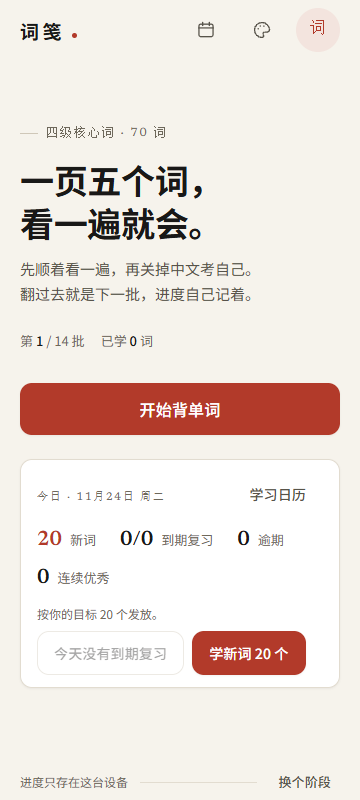 词笺
词
四级核心词 · 70 词
一页五个词，
看一遍就会。
先顺着看一遍，再关掉中文考自己。
翻过去就是下一批，进度自己记着。
第 1 / 14 批 已学 0 词
开始背单词
今日 · 11月24日 周二 学习日历
20 新词 0/0 到期复习 0 逾期
0 连续优秀
按你的目标 20 个发放。
今天没有到期复习 学新词 20 个
进度只存在这台设备 换个阶段